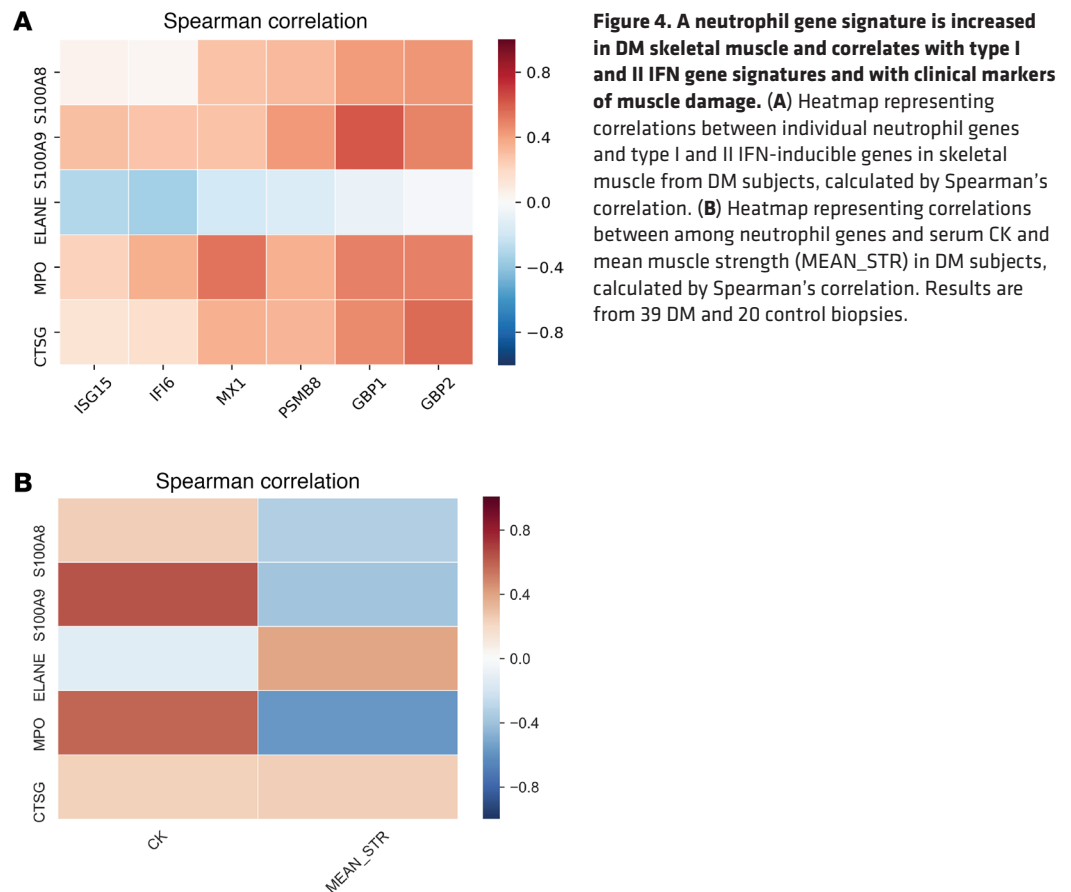 A
Spearman correlation
S100A8
S100A9
ELANE
MPO
CTSG
ISG15
IFI6
MX1
PSMB8
GBP1
GBP2
0.8
0.4
0.0
−0.4
−0.8
Figure 4. A neutrophil gene signature is increased
in DM skeletal muscle and correlates with type I
and II IFN gene signatures and with clinical markers
of muscle damage. (A) Heatmap representing
correlations between individual neutrophil genes
and type I and II IFN-inducible genes in skeletal
muscle from DM subjects, calculated by Spearman's
correlation. (B) Heatmap representing correlations
between among neutrophil genes and serum CK and
mean muscle strength (MEAN_STR) in DM subjects,
calculated by Spearman's correlation. Results are
from 39 DM and 20 control biopsies.
B
Spearman correlation
S100A8
S100A9
ELANE
MPO
CTSG
CK
MEAN_STR
0.8
0.4
0.0
−0.4
−0.8